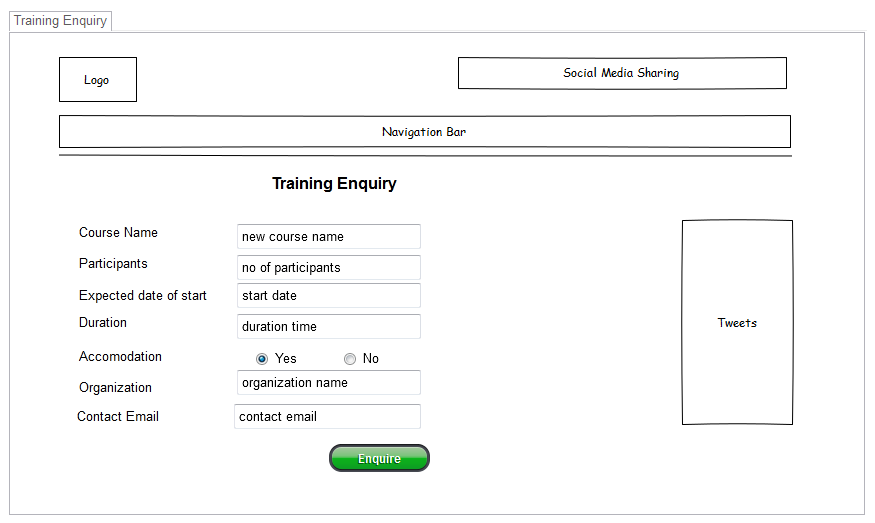 Training Enquiry
Logo
Social Media Sharing
Navigation Bar
Training Enquiry
Course Name
new course name
Participants
no of participants
Expected date of start
start date
Duration
duration time
Accomodation
Yes
No
Organization
organization name
Contact Email
contact email
Enquire
Tweets